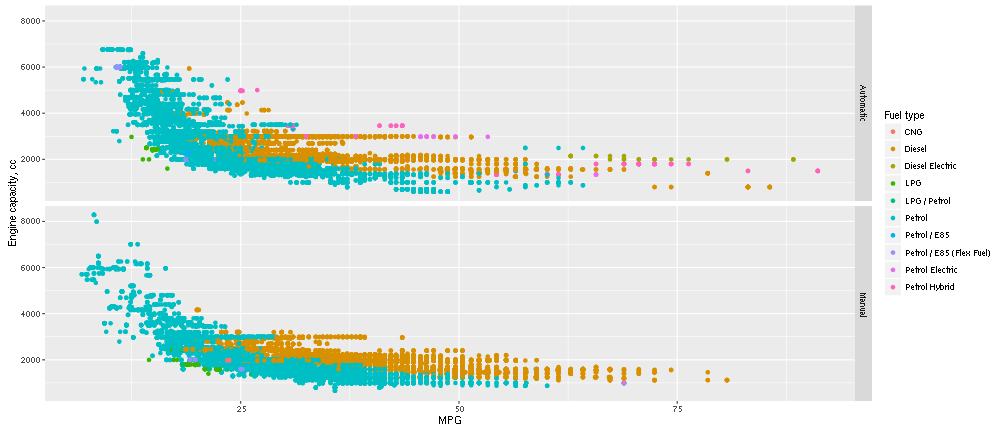 8000
6000
4000
2000
Automatic
8000
6000
4000
2000
Manual
25
50
75
MPG
Engine capacity, cc
Fuel type
CNG
Diesel
Diesel Electric
LPG
LPG / Petrol
Petrol
Petrol / E85
Petrol / E85 (Flex Fuel)
Petrol Electric
Petrol Hybrid